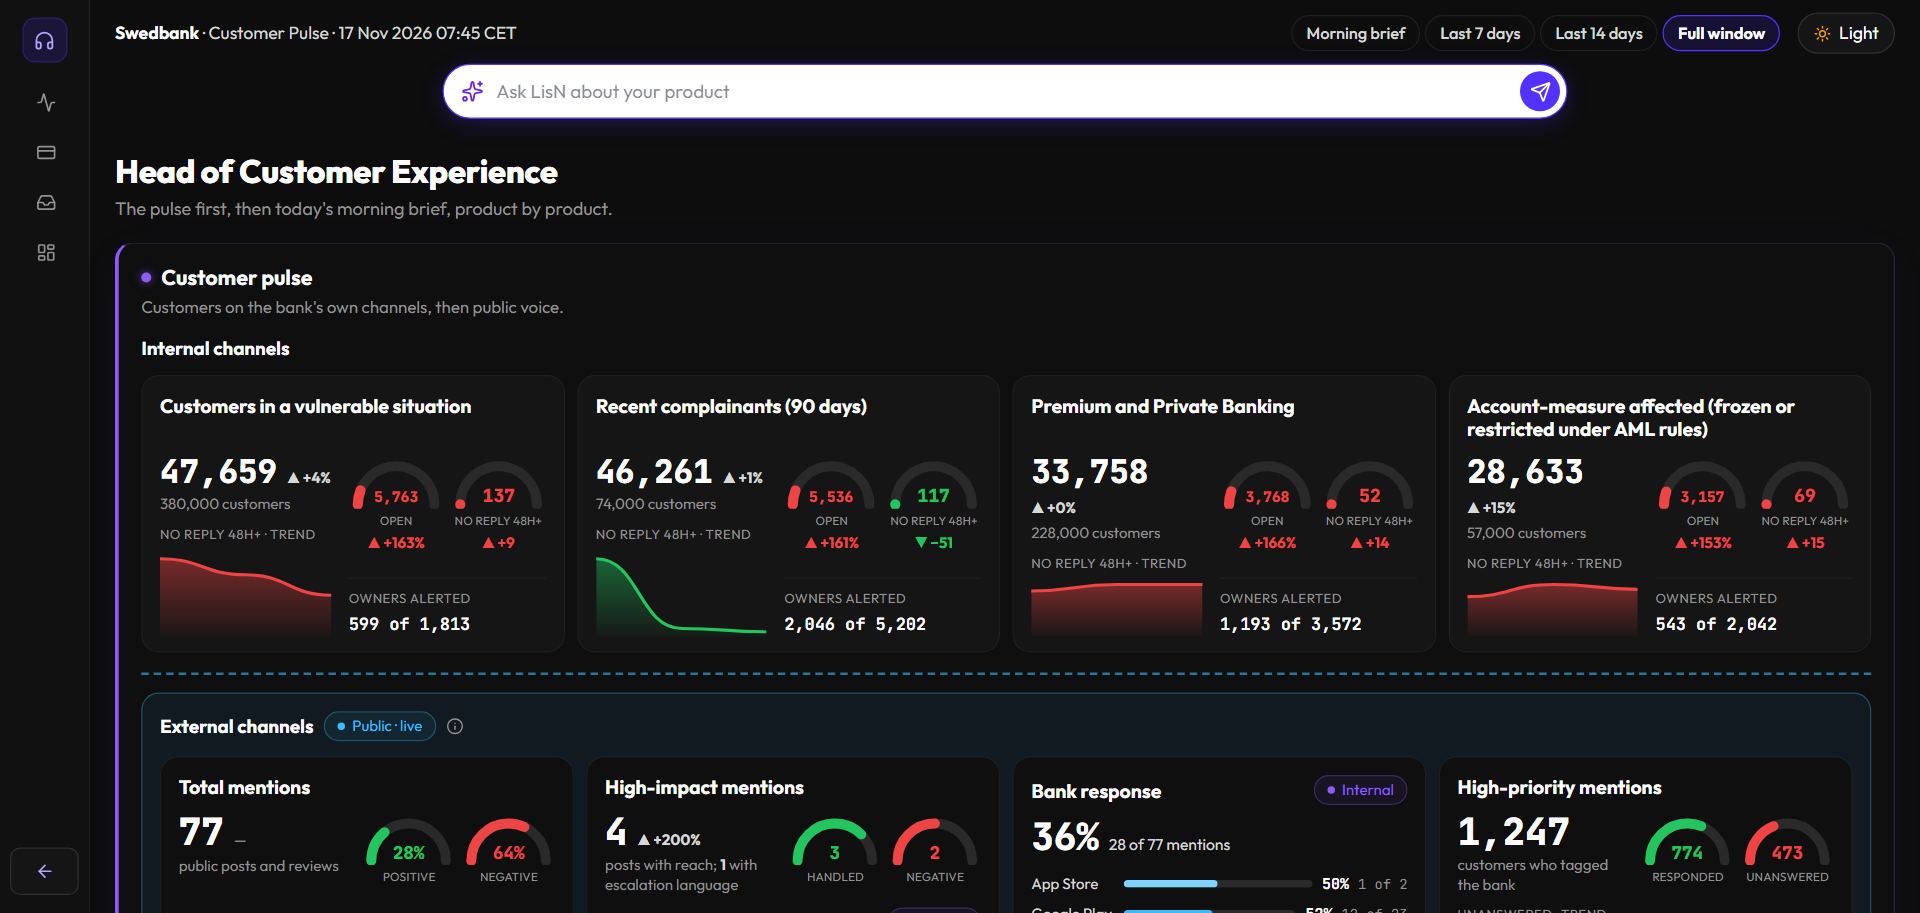 Swedbank · Customer Pulse · 17 Nov 2026 07:45 CET
Morning brief
Last 7 days
Last 14 days
Full window
Light
Ask LisN about your product
Head of Customer Experience
The pulse first, then today's morning brief, product by product.
Customer pulse
Customers on the bank's own channels, then public voice.
Internal channels
Customers in a vulnerable situation
47,659 ▲ +4%
380,000 customers
NO REPLY 48H+ · TREND
5,763
OPEN
▲ +163%
137
NO REPLY 48H+
▲ +9
OWNERS ALERTED
599 of 1,813
Recent complainants (90 days)
46,261 ▲ +1%
74,000 customers
NO REPLY 48H+ · TREND
5,536
OPEN
▲ +161%
117
NO REPLY 48H+
▼ −51
OWNERS ALERTED
2,046 of 5,202
Premium and Private Banking
33,758
▲ +0%
228,000 customers
NO REPLY 48H+ · TREND
3,768
OPEN
▲ +166%
52
NO REPLY 48H+
▲ +14
OWNERS ALERTED
1,193 of 3,572
Account-measure affected (frozen or
restricted under AML rules)
28,633
▲ +15%
57,000 customers
NO REPLY 48H+ · TREND
3,157
OPEN
▲ +153%
69
NO REPLY 48H+
▲ +15
OWNERS ALERTED
543 of 2,042
External channels
Public · live
Total mentions
77 —
public posts and reviews
28%
POSITIVE
64%
NEGATIVE
High-impact mentions
4 ▲ +200%
posts with reach; 1 with
escalation language
3
HANDLED
2
NEGATIVE
Bank response
Internal
36% 28 of 77 mentions
App Store 50% 1 of 2
Google Play 52% 12 of 23
High-priority mentions
1,247
customers who tagged
the bank
774
RESPONDED
473
UNANSWERED
UNANSWERED · TREND